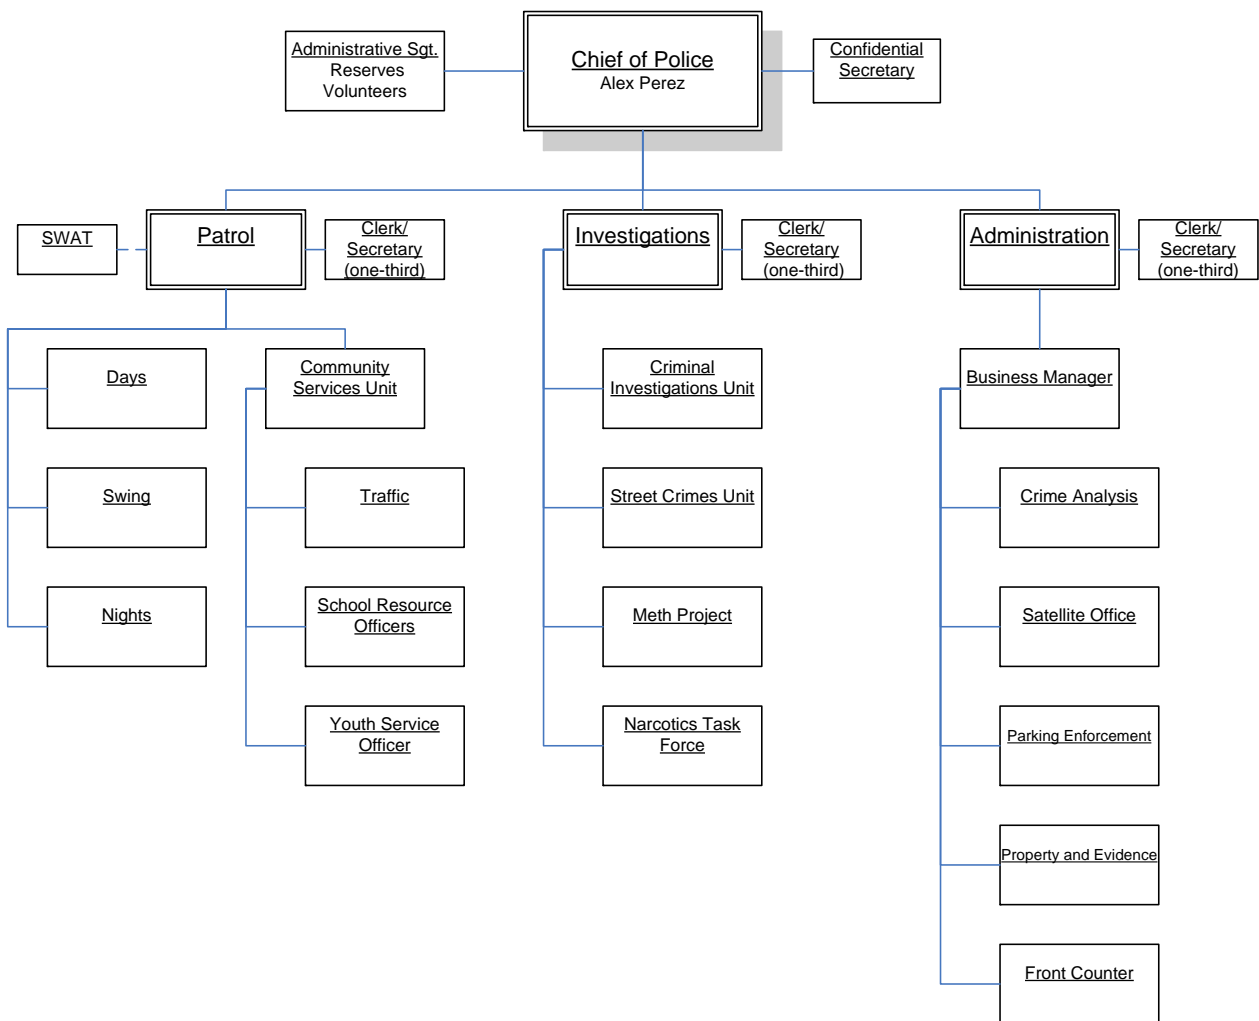 Administrative Sgt.
Reserves
Volunteers
Chief of Police
Alex Perez
Confidential
Secretary
SWAT
Patrol
Clerk/
Secretary
(one-third)
Investigations
Clerk/
Secretary
(one-third)
Administration
Clerk/
Secretary
(one-third)
Days
Community
Services Unit
Criminal
Investigations Unit
Business Manager
Swing
Traffic
Street Crimes Unit
Crime Analysis
Nights
School Resource
Officers
Meth Project
Satellite Office
Youth Service
Officer
Narcotics Task
Force
Parking Enforcement
Property and Evidence
Front Counter